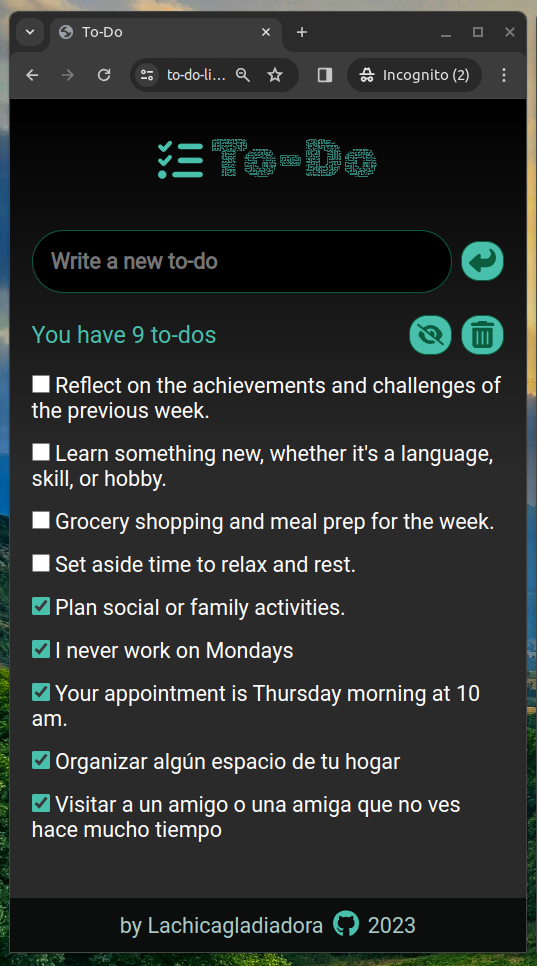 To-Do
to-do-li...
Incognito (2)
To-Do
Write a new to-do
You have 9 to-dos
Reflect on the achievements and challenges of
the previous week.
Learn something new, whether it's a language,
skill, or hobby.
Grocery shopping and meal prep for the week.
Set aside time to relax and rest.
Plan social or family activities.
I never work on Mondays
Your appointment is Thursday morning at 10
am.
Organizar algún espacio de tu hogar
Visitar a un amigo o una amiga que no ves
hace mucho tiempo
by Lachicagladiadora 2023